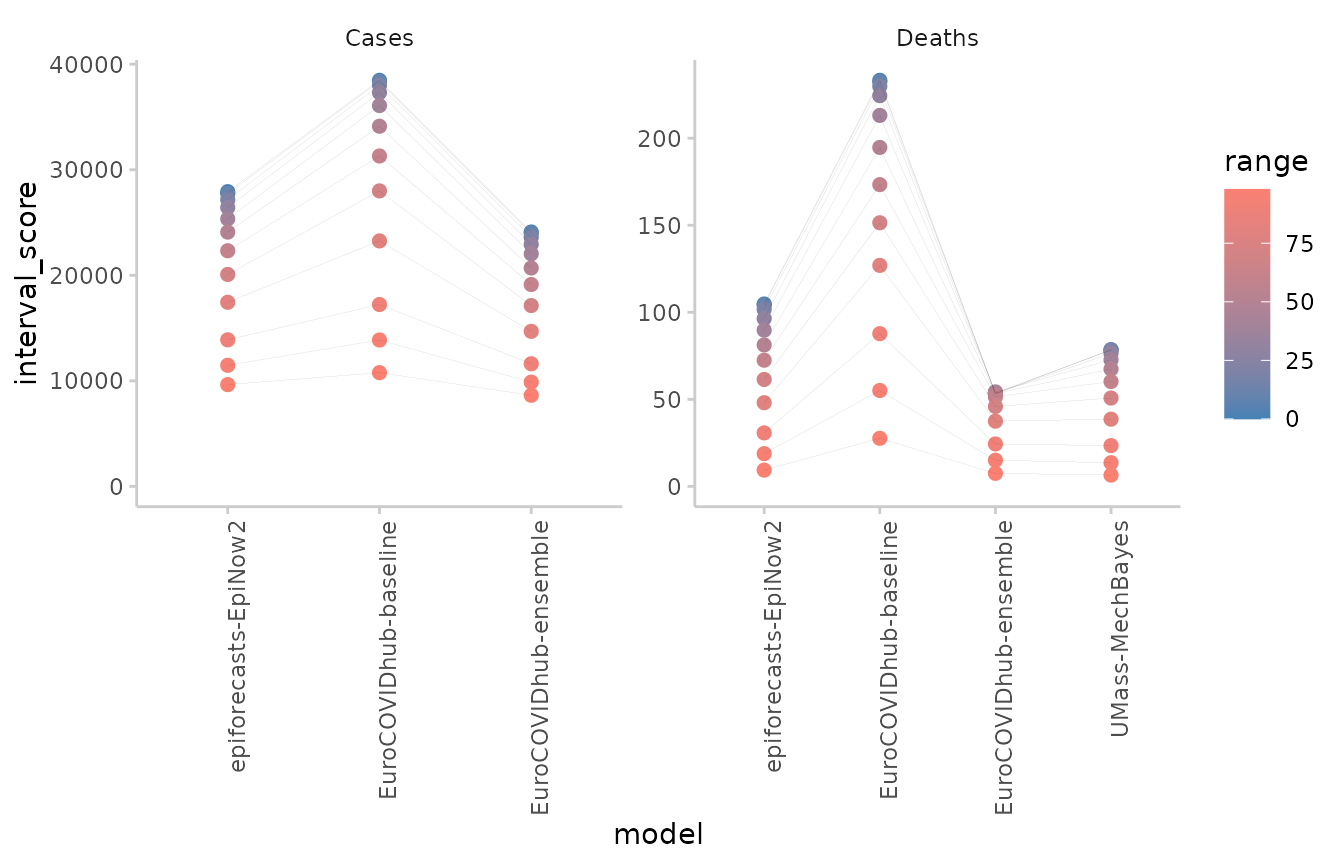 Cases
Deaths
interval_score
40000
30000
20000
10000
0
200
150
100
50
0
epiforecasts-EpiNow2
EuroCOVIDhub-baseline
EuroCOVIDhub-ensemble
epiforecasts-EpiNow2
EuroCOVIDhub-baseline
EuroCOVIDhub-ensemble
UMass-MechBayes
model
range
75
50
25
0